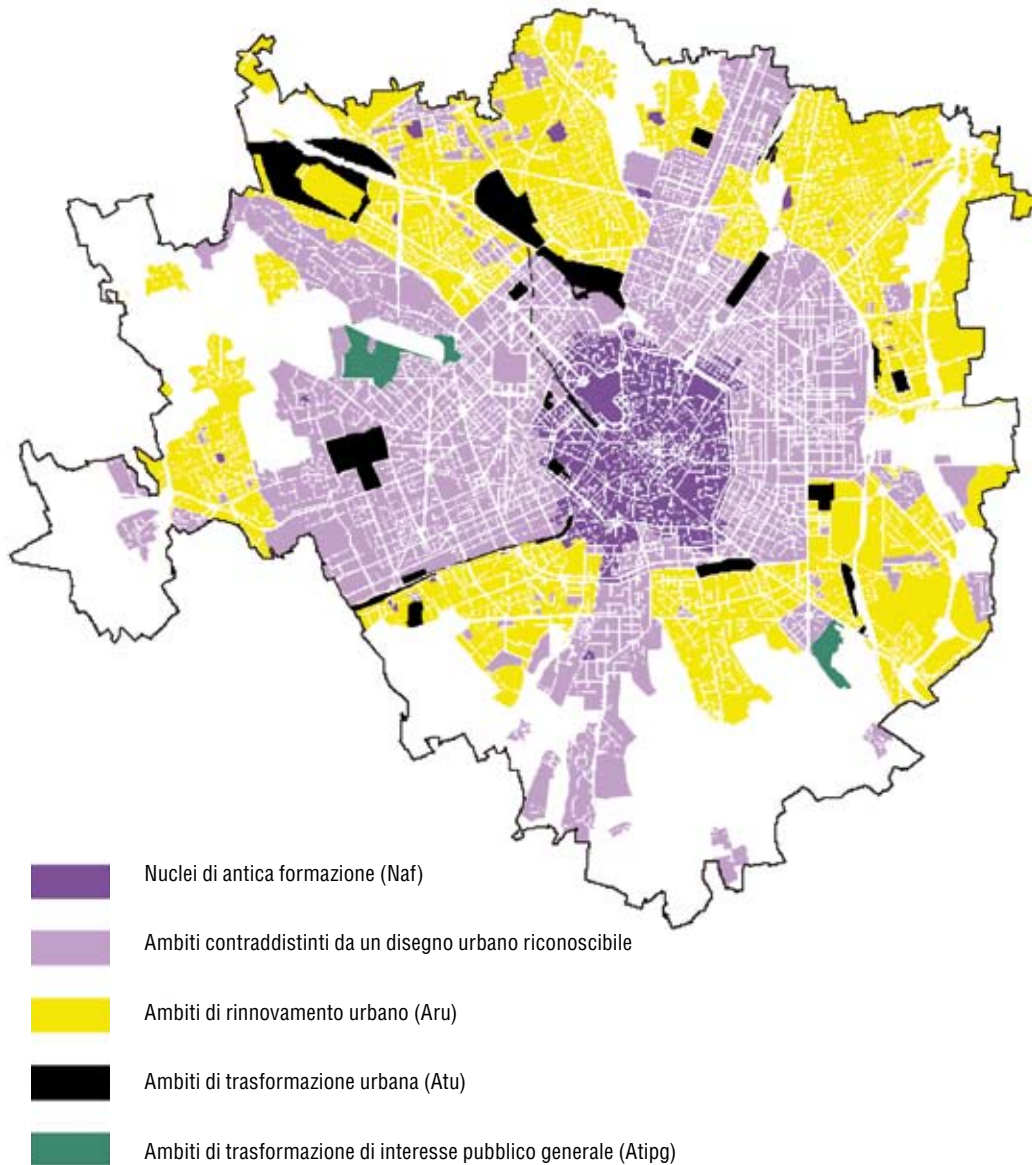 Nuclei di antica formazione (Naf)
Ambiti contraddistinti da un disegno urbano riconoscibile
Ambiti di rinnovamento urbano (Aru)
Ambiti di trasformazione urbana (Atu)
Ambiti di trasformazione di interesse pubblico generale (Atipg)